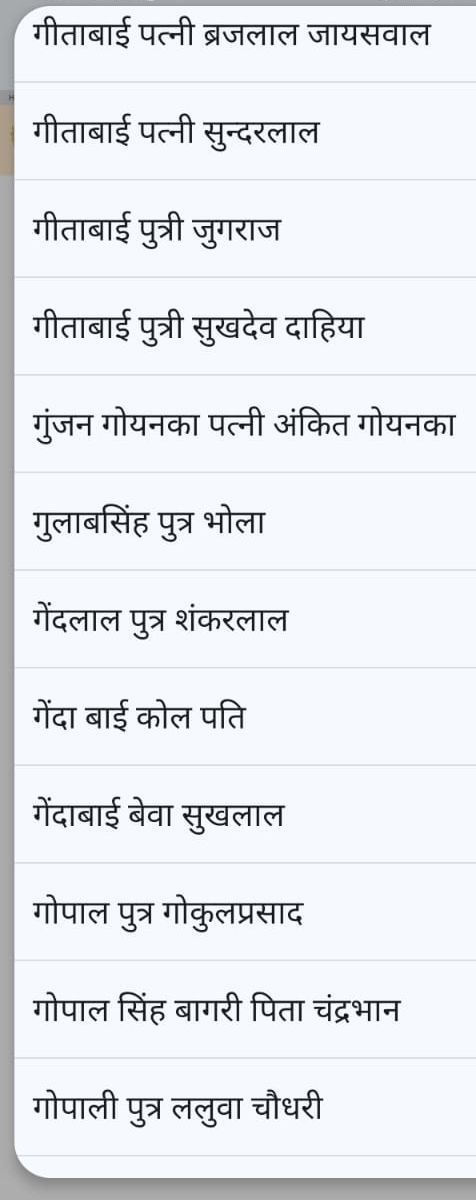 गीताबाई पत्नी ब्रजलाल जायसवाल
गीताबाई पत्नी सुन्दरलाल
गीताबाई पुत्री जुगराज
गीताबाई पुत्री सुखदेव दाहिया
गुंजन गोयनका पत्नी अंकित गोयनका
गुलाबसिंह पुत्र भोला
गेंदलाल पुत्र शंकरलाल
गेंदा बाई कोल पति
गेंदाबाई बेवा सुखलाल
गोपाल पुत्र गोकुलप्रसाद
गोपाल सिंह बागरी पिता चंद्रभान
गोपाली पुत्र ललुवा चौधरी